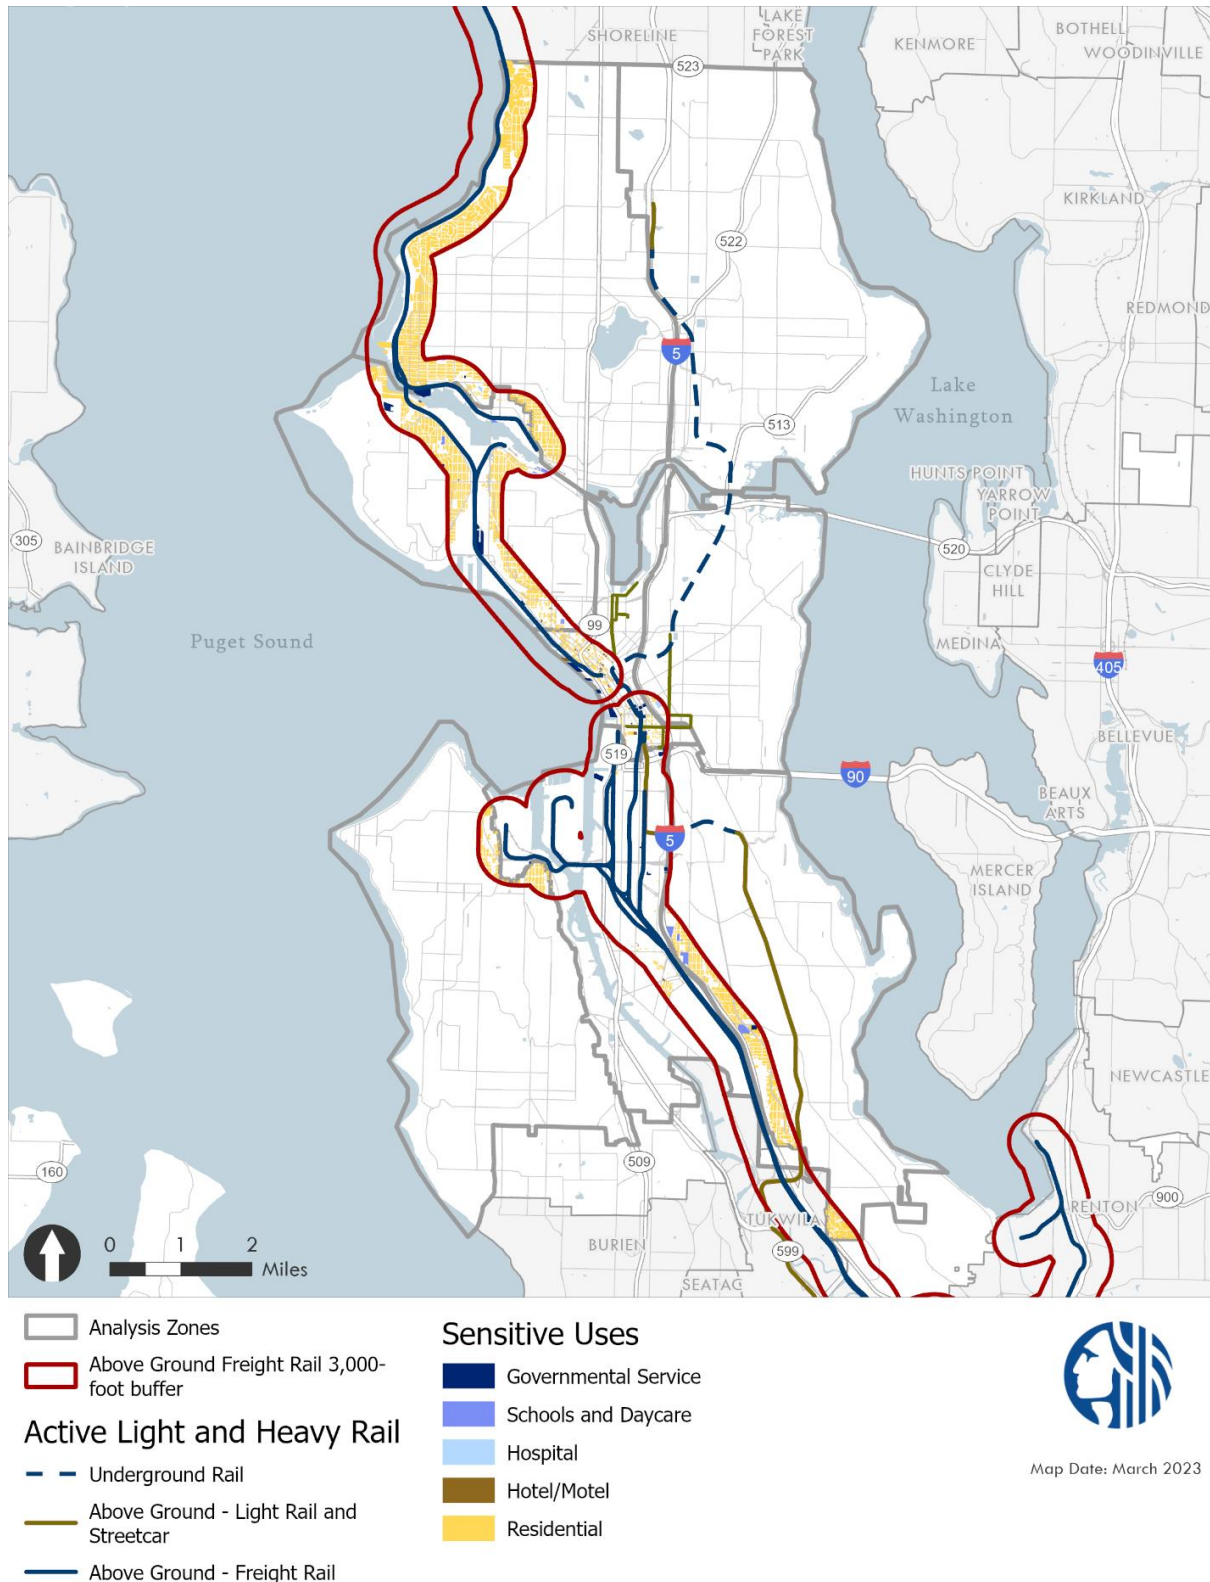 SHORELINE
LAKE
FOREST
PARK
BOTHELL
KENMORE
WOODINVILLE
523
KIRKLAND
522
REDMOND
5
Lake
Washington
513
HUNTS POINT
YARROW
POINT
305
BAINBRIDGE
ISLAND
520
CLYDE
HILL
99
Puget Sound
MEDINA
405
BELLEVUE
519
90
BEAUX
ARTS
5
MERCER
ISLAND
NEWCASTLE
160
509
900
RENTON
TUKWILA
BURIEN
599
SEATAC
0 1 2
Miles
Analysis Zones
Above Ground Freight Rail 3,000-
foot buffer
Active Light and Heavy Rail
Underground Rail
Above Ground - Light Rail and
Streetcar
Above Ground - Freight Rail
Sensitive Uses
Governmental Service
Schools and Daycare
Hospital
Hotel/Motel
Residential
Map Date: March 2023